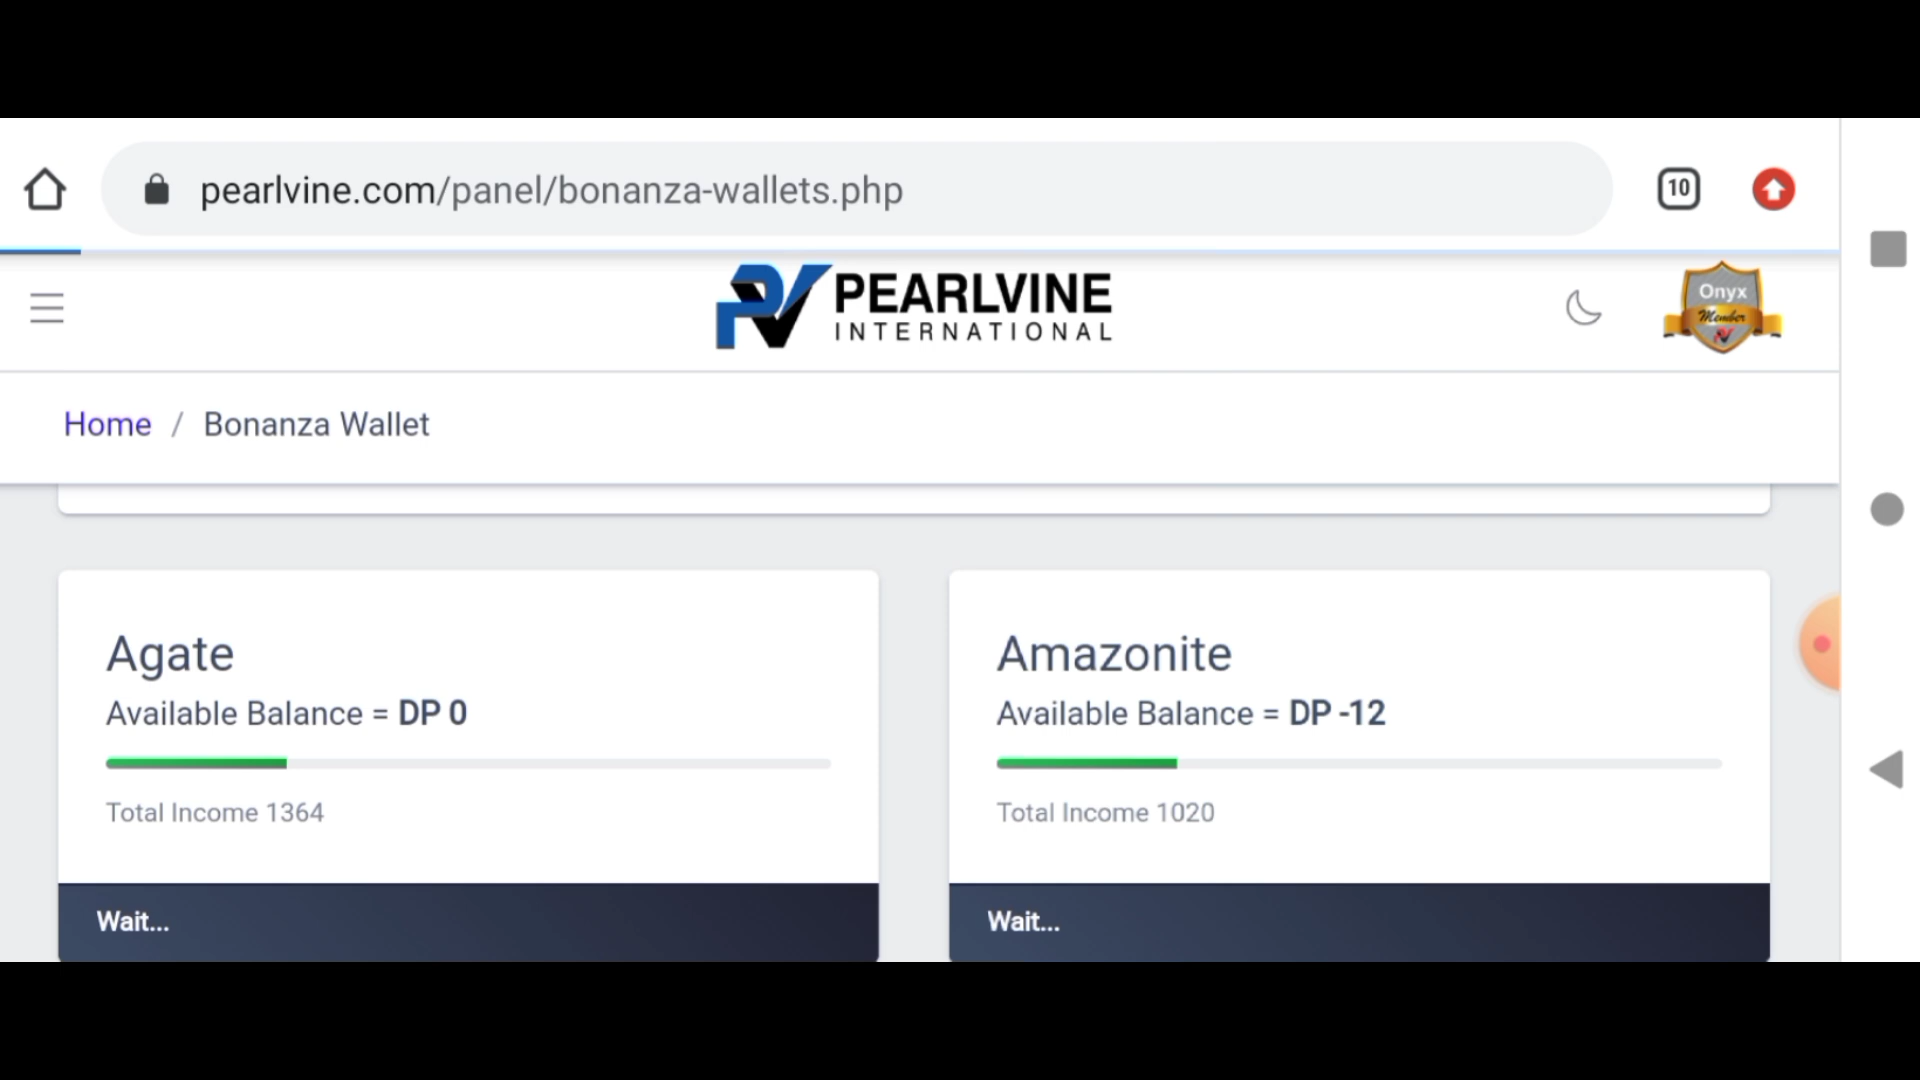 pearlvine.com/panel/bonanza-wallets.php
10
PEARLVINE
INTERNATIONAL
Onyx
Member
Home / Bonanza Wallet
Agate
Available Balance = DP 0
Total Income 1364
Wait...
Amazonite
Available Balance = DP -12
Total Income 1020
Wait...